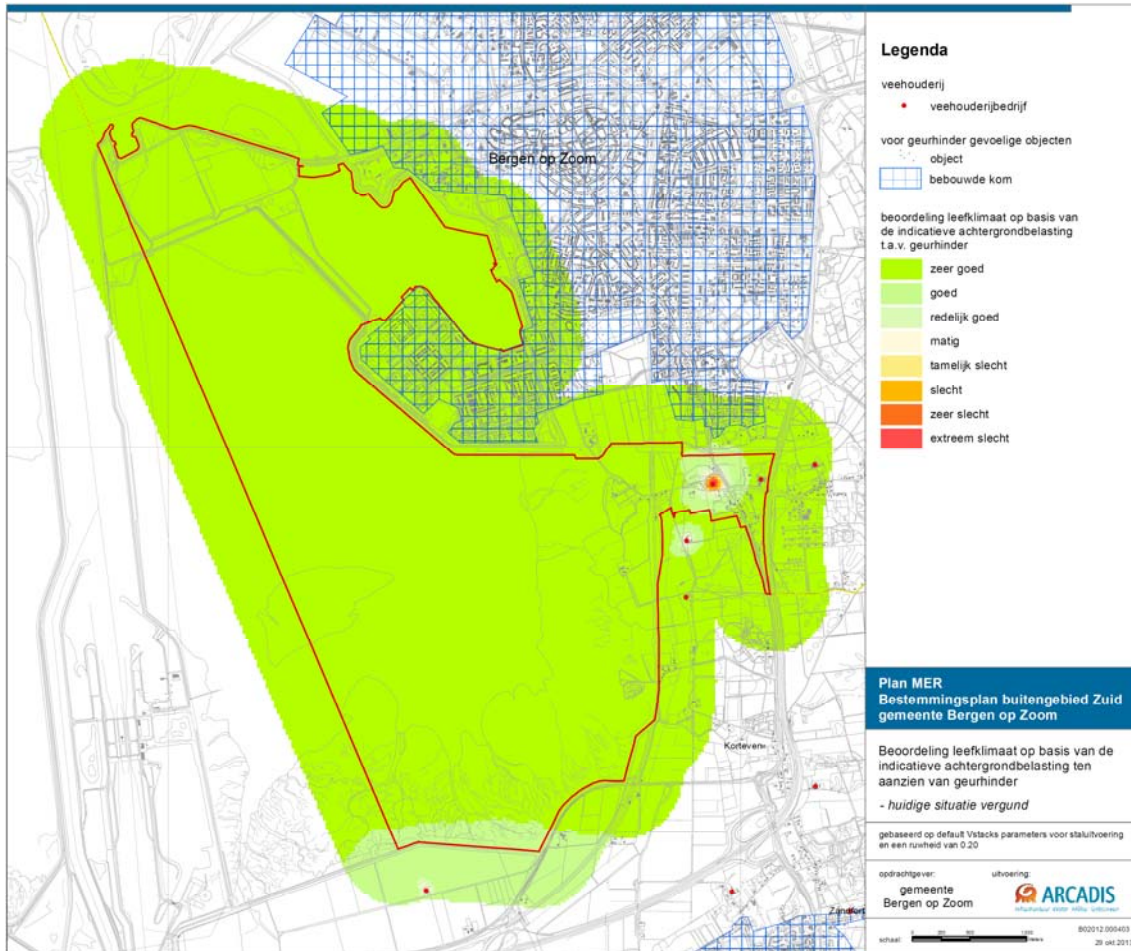 Bergen op Zoom
Korteven
Zandfort
Legenda
veehouderij
veehouderijbedrijf
voor geurhinder gevoelige objecten
object
bebouwde kom
beoordeling leefklimaat op basis van
de indicatieve achtergrondbelasting
t.a.v. geurhinder
zeer goed
goed
redelijk goed
matig
tamelijk slecht
slecht
zeer slecht
extreem slecht
Plan MER
Bestemmingsplan buitengebied Zuid
gemeente Bergen op Zoom
Beoordeling leefklimaat op basis van de
indicatieve achtergrondbelasting ten
aanzien van geurhinder
- huidige situatie vergund
gebaseerd op default Vstacks parameters voor staluitvoering
en een ruwheid van 0.20
opdrachtgever:
uitvoering:
gemeente
Bergen op Zoom
ARCADIS
schaal:
B02012.000403